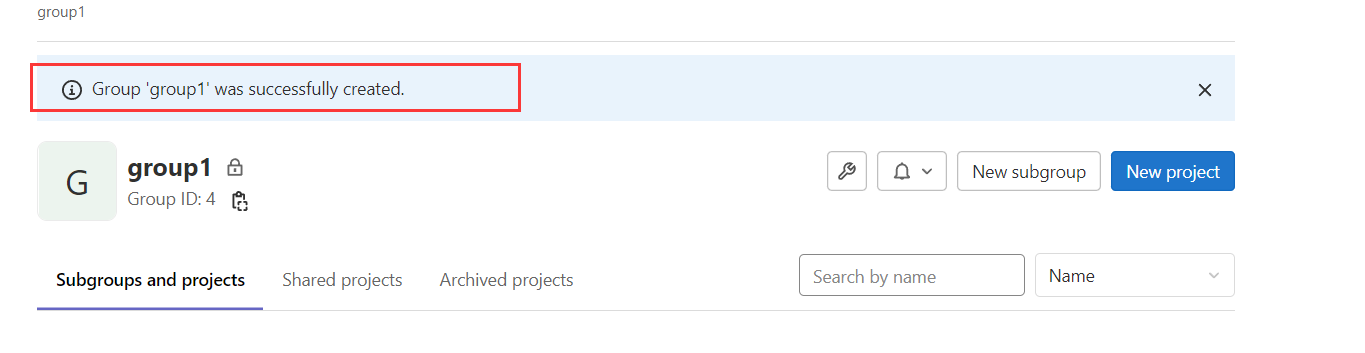 group1
Group 'group1' was successfully created.
G
group1
Group ID: 4
New subgroup
New project
Subgroups and projects
Shared projects
Archived projects
Search by name
Name